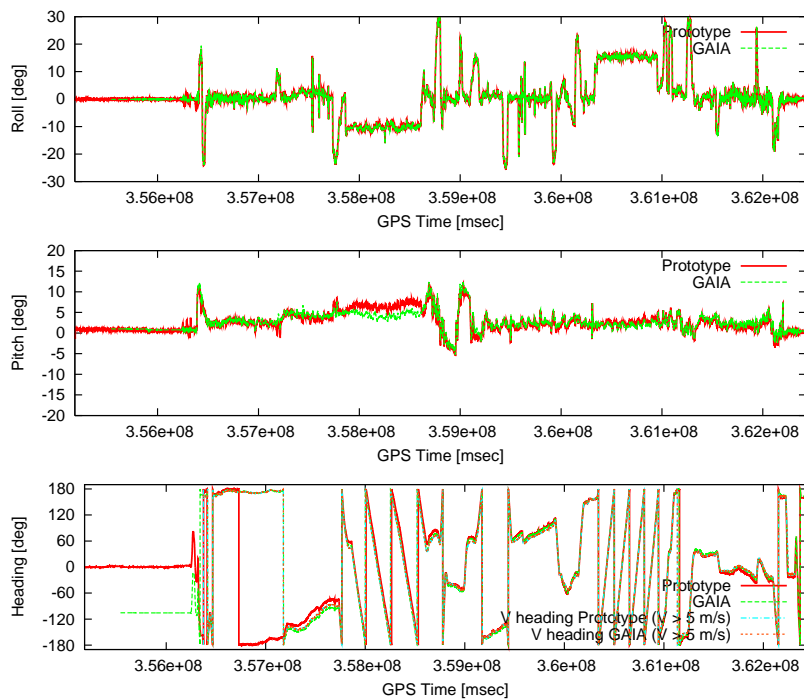 30
20
10
0
-10
-20
-30
Roll [deg]
Prototype
GAIA
3.56e+08 3.57e+08 3.58e+08 3.59e+08 3.6e+08 3.61e+08 3.62e+08
GPS Time [msec]
20
15
10
5
0
-5
-10
-15
-20
Pitch [deg]
Prototype
GAIA
3.56e+08 3.57e+08 3.58e+08 3.59e+08 3.6e+08 3.61e+08 3.62e+08
GPS Time [msec]
180
120
60
0
-60
-120
-180
Heading [deg]
Prototype
GAIA
V heading Prototype (V > 5 m/s)
V heading GAIA (V > 5 m/s)
3.56e+08 3.57e+08 3.58e+08 3.59e+08 3.6e+08 3.61e+08 3.62e+08
GPS Time [msec]